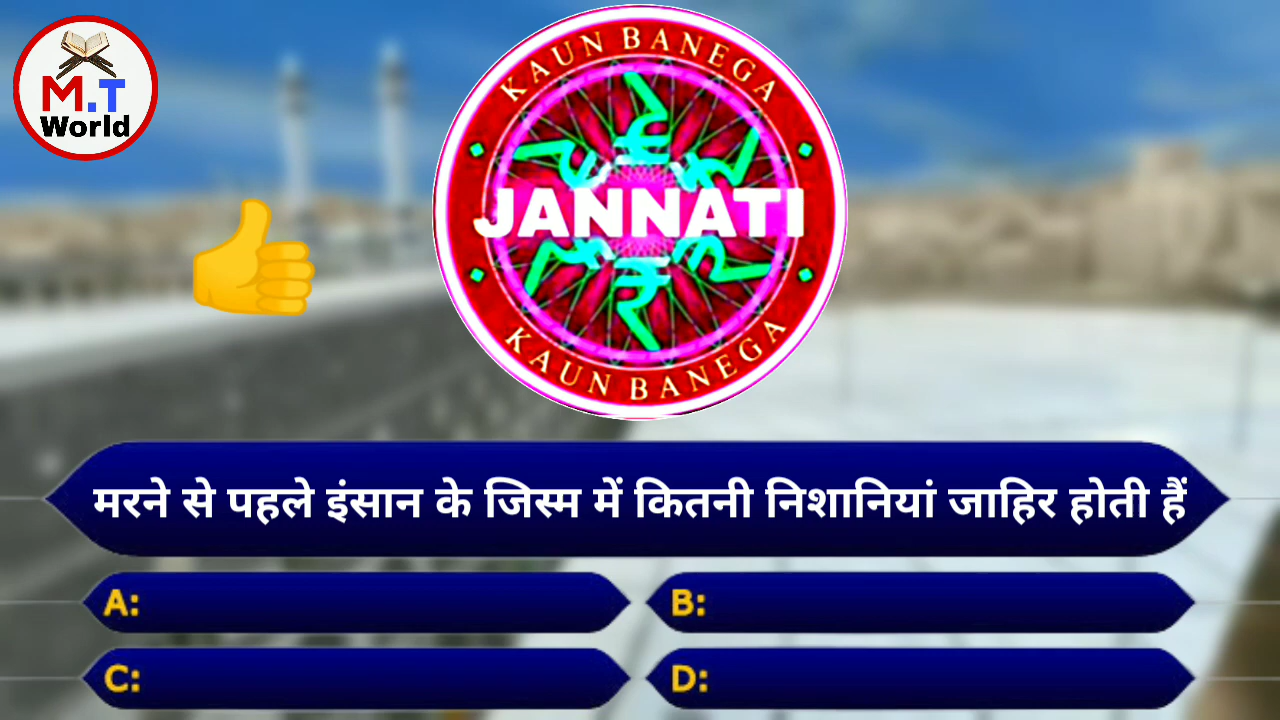 M.T
World
KAUN BANEGA
JANNATI
KAUN BANEGA
मरने से पहले इंसान के जिस्म में कितनी निशानियां जाहिर होती हैं
A:
B:
C:
D: